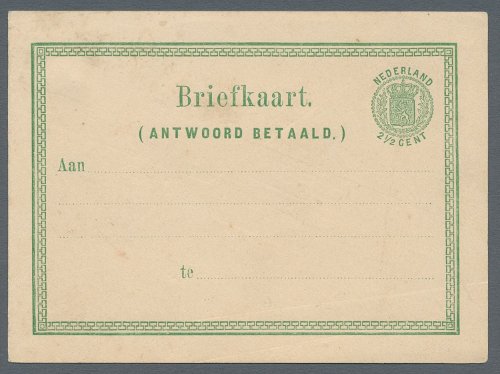 Briefkaart.
NEDERLAND
2½ CENT
(ANTWOORD BETAALD.)
Aan
te